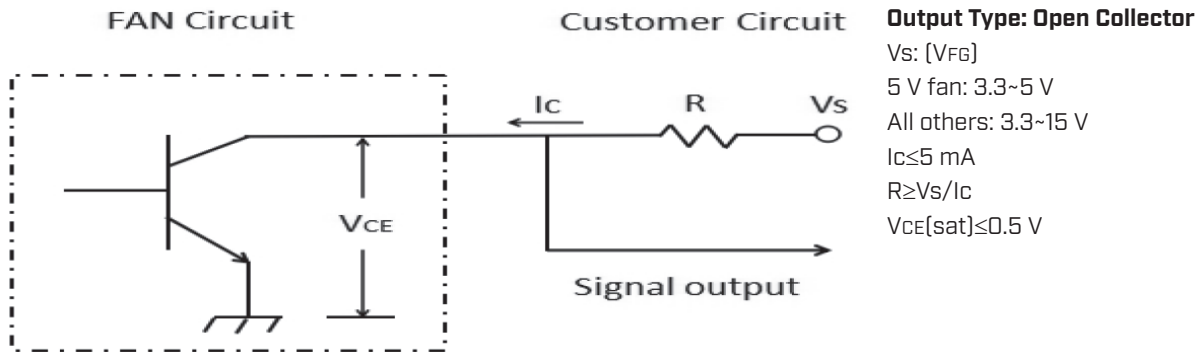 FAN Circuit
Customer Circuit
Ic
R
Vs
VCE
Signal output
Output Type: Open Collector
Vs: (VFG)
5 V fan: 3.3~5 V
All others: 3.3~15 V
Ic≤5 mA
R≥Vs/Ic
VCE(sat)≤0.5 V